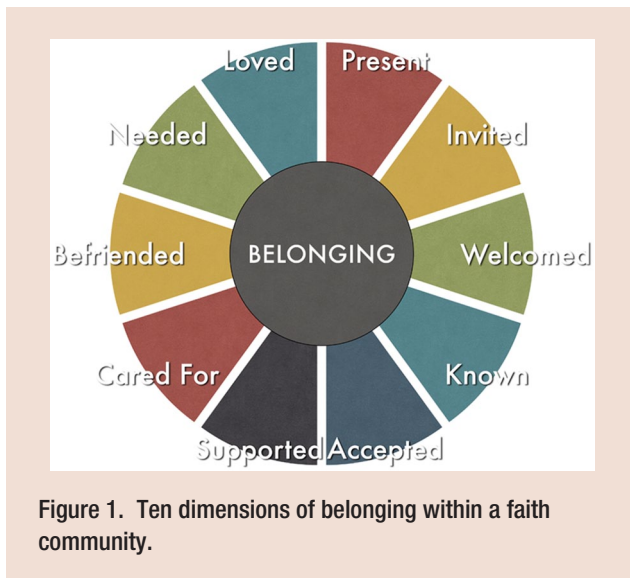 Loved
Present
Needed
Invited
Befriended
BELONGING
Welcomed
Cared For
Known
Supported
Accepted
Figure 1. Ten dimensions of belonging within a faith
community.